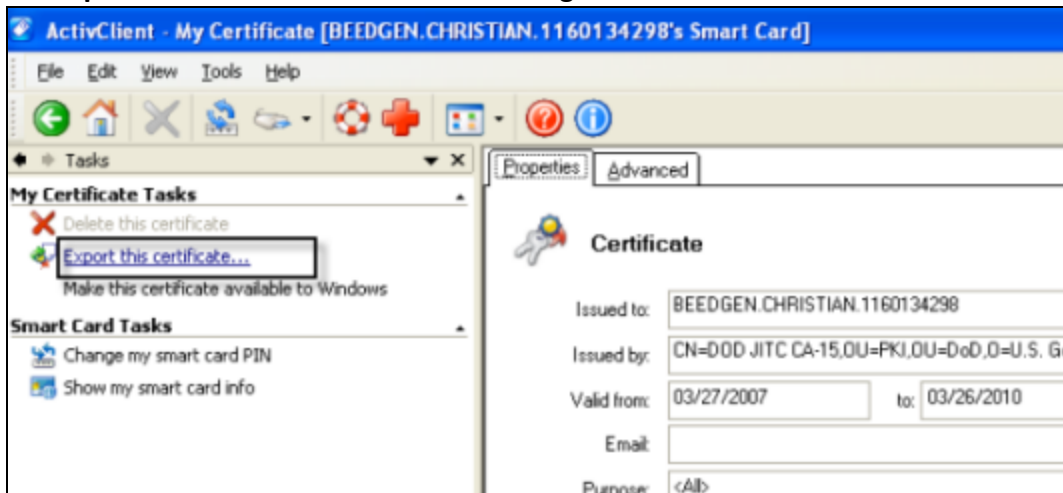 ActivClient - My Certificate [BEEDGEN.CHRISTIAN.1160134298's Smart Card]
File Edit View Tools Help
Tasks
My Certificate Tasks
Delete this certificate
Export this certificate...
Make this certificate available to Windows
Smart Card Tasks
Change my smart card PIN
Show my smart card info
Properties Advanced
Certificate
Issued to: BEEDGEN.CHRISTIAN.1160134298
Issued by: CN=DOD JITC CA-15,OU=PKI,OU=DoD,O=U.S. G
Valid from: 03/27/2007 to: 03/26/2010
Email:
Purpose: <All>